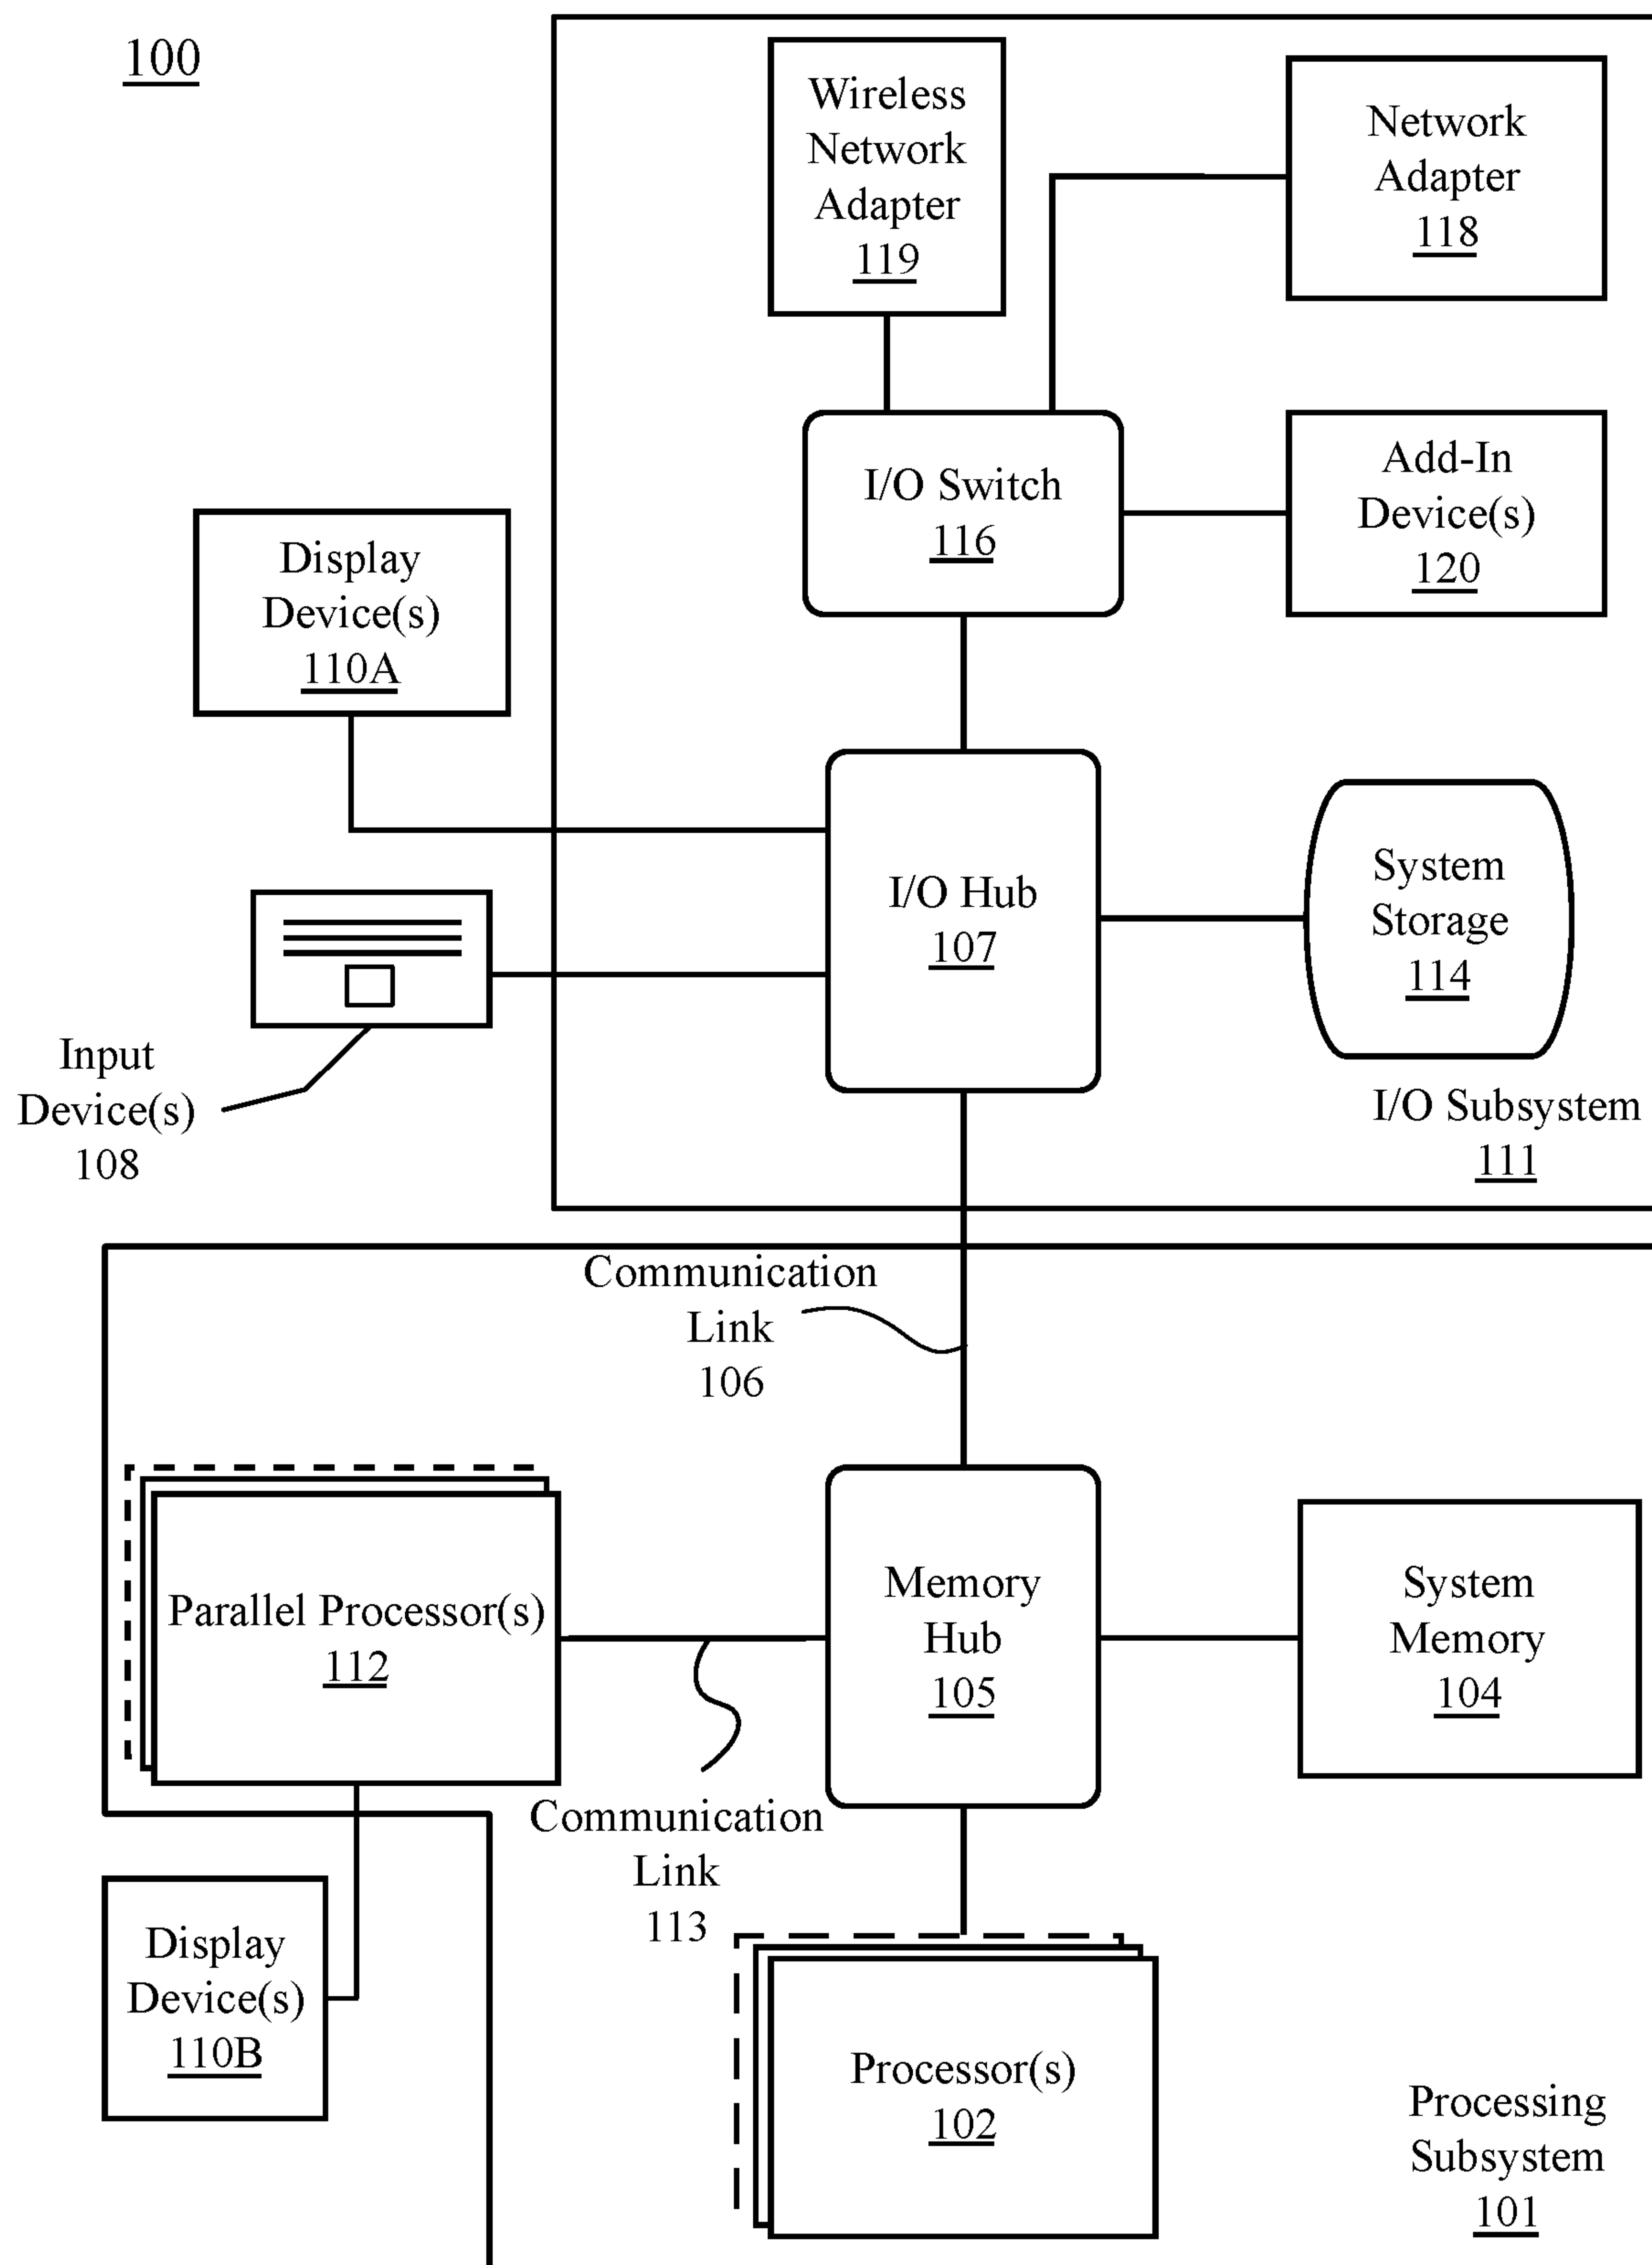 100
Wireless
Network
Adapter
119
Network
Adapter
118
I/O Switch
116
Add-In
Device(s)
120
Display
Device(s)
110A
I/O Hub
107
System
Storage
114
Input
Device(s)
108
I/O Subsystem
111
Communication
Link
106
Parallel Processor(s)
112
Memory
Hub
105
System
Memory
104
Communication
Link
113
Display
Device(s)
110B
Processor(s)
102
Processing
Subsystem
101